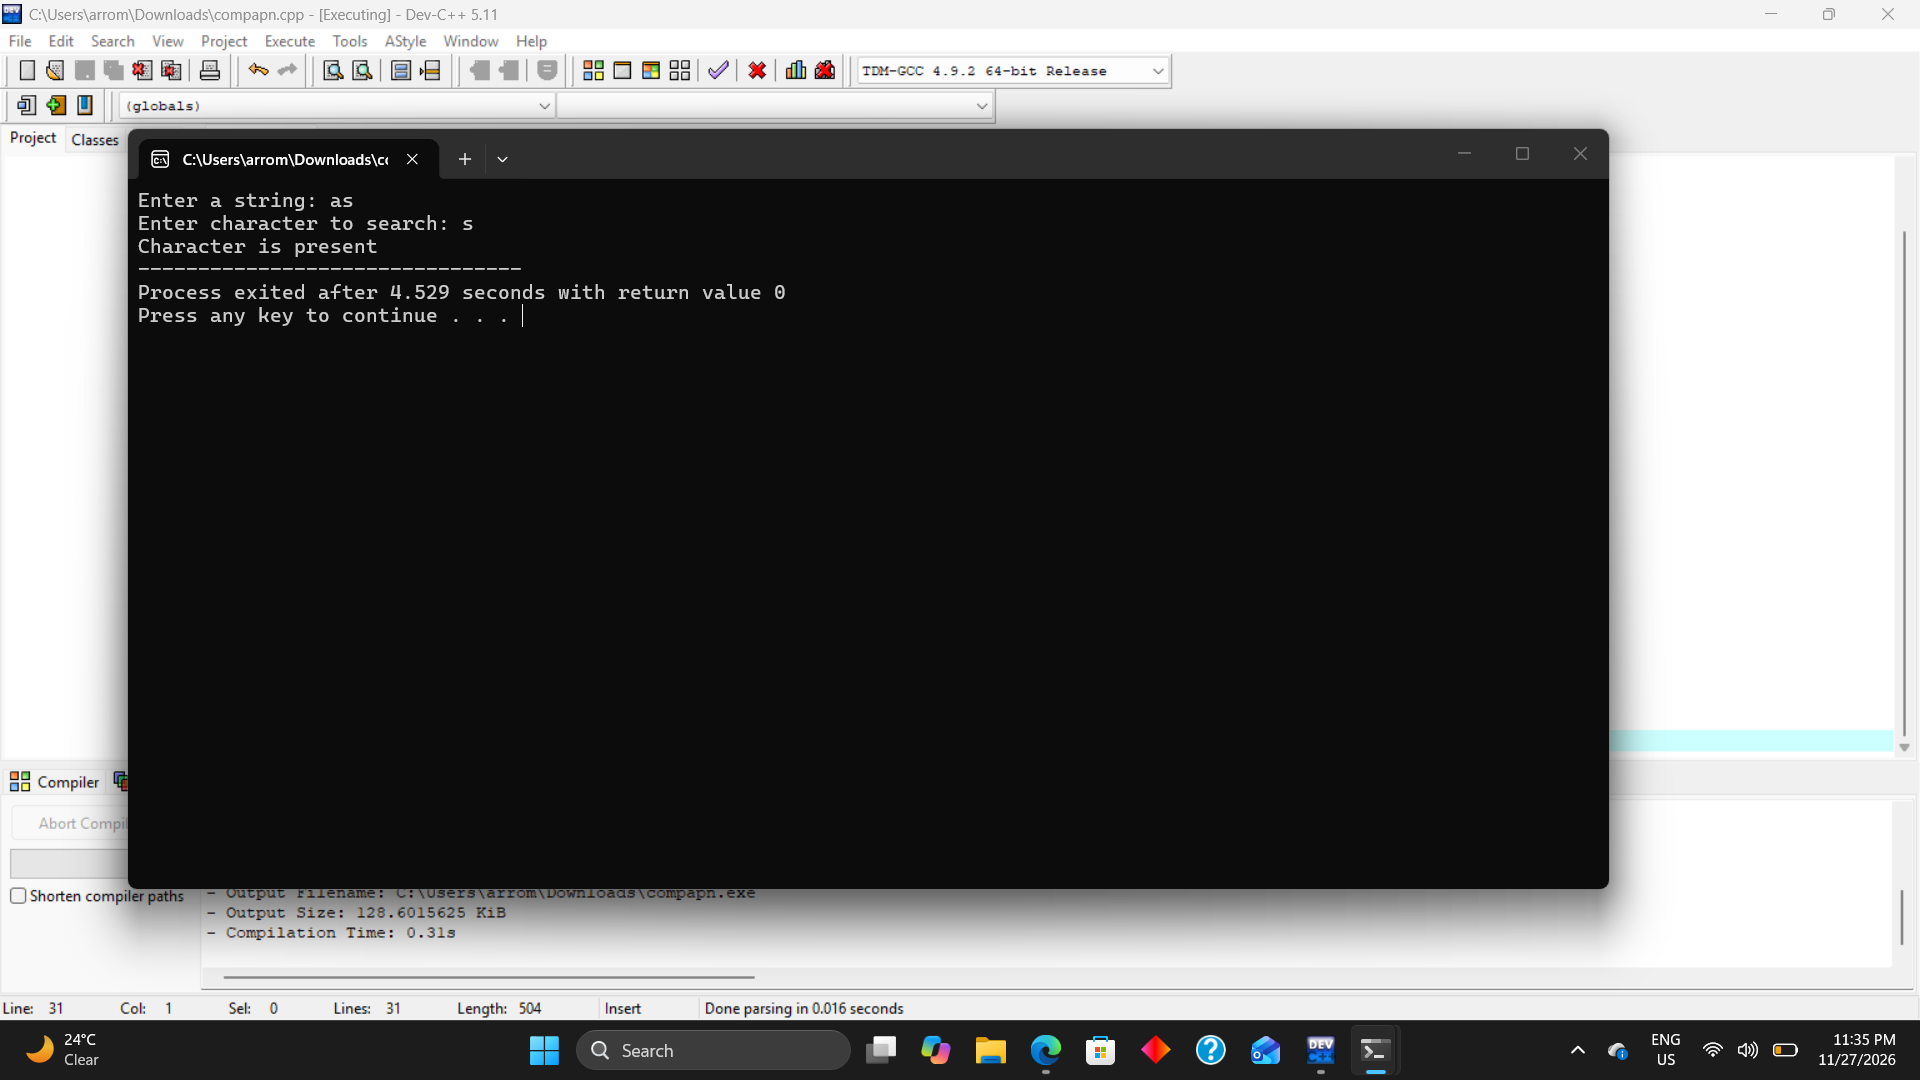 C:\Users\arrom\Downloads\compapn.cpp - [Executing] - Dev-C++ 5.11
File Edit Search View Project Execute Tools AStyle Window Help
TDM-GCC 4.9.2 64-bit Release
(globals)
Project Classes
C:\Users\arrom\Downloads\co
Enter a string: as
Enter character to search: s
Character is present
--------------------------------
Process exited after 4.529 seconds with return value 0
Press any key to continue . . .
Compiler
Abort Compil
Shorten compiler paths
- Output Filename: C:\Users\arrom\Downloads\compapn.exe
- Output Size: 128.6015625 KiB
- Compilation Time: 0.31s
Line: 31 Col: 1 Sel: 0 Lines: 31 Length: 504 Insert Done parsing in 0.016 seconds
24°C
Clear
Search
DEV
ENG
US
11:35 PM
11/27/2026